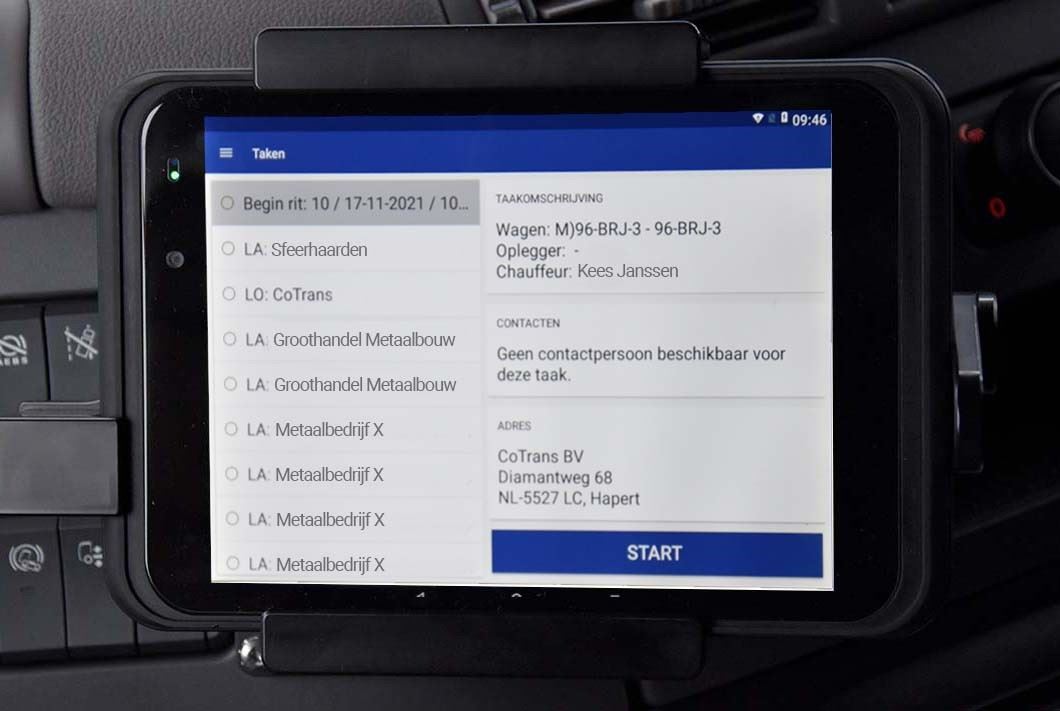 09:46
Taken
Begin rit: 10 / 17-11-2021 / 10...
LA: Sfeerhaarden
LO: CoTrans
LA: Groothandel Metaalbouw
LA: Groothandel Metaalbouw
LA: Metaalbedrijf X
LA: Metaalbedrijf X
LA: Metaalbedrijf X
LA: Metaalbedrijf X
TAAKOMSCHRIJVING
Wagen: M)96-BRJ-3 - 96-BRJ-3
Oplegger: -
Chauffeur: Kees Janssen
CONTACTEN
Geen contactpersoon beschikbaar voor
deze taak.
ADRES
CoTrans BV
Diamantweg 68
NL-5527 LC, Hapert
START